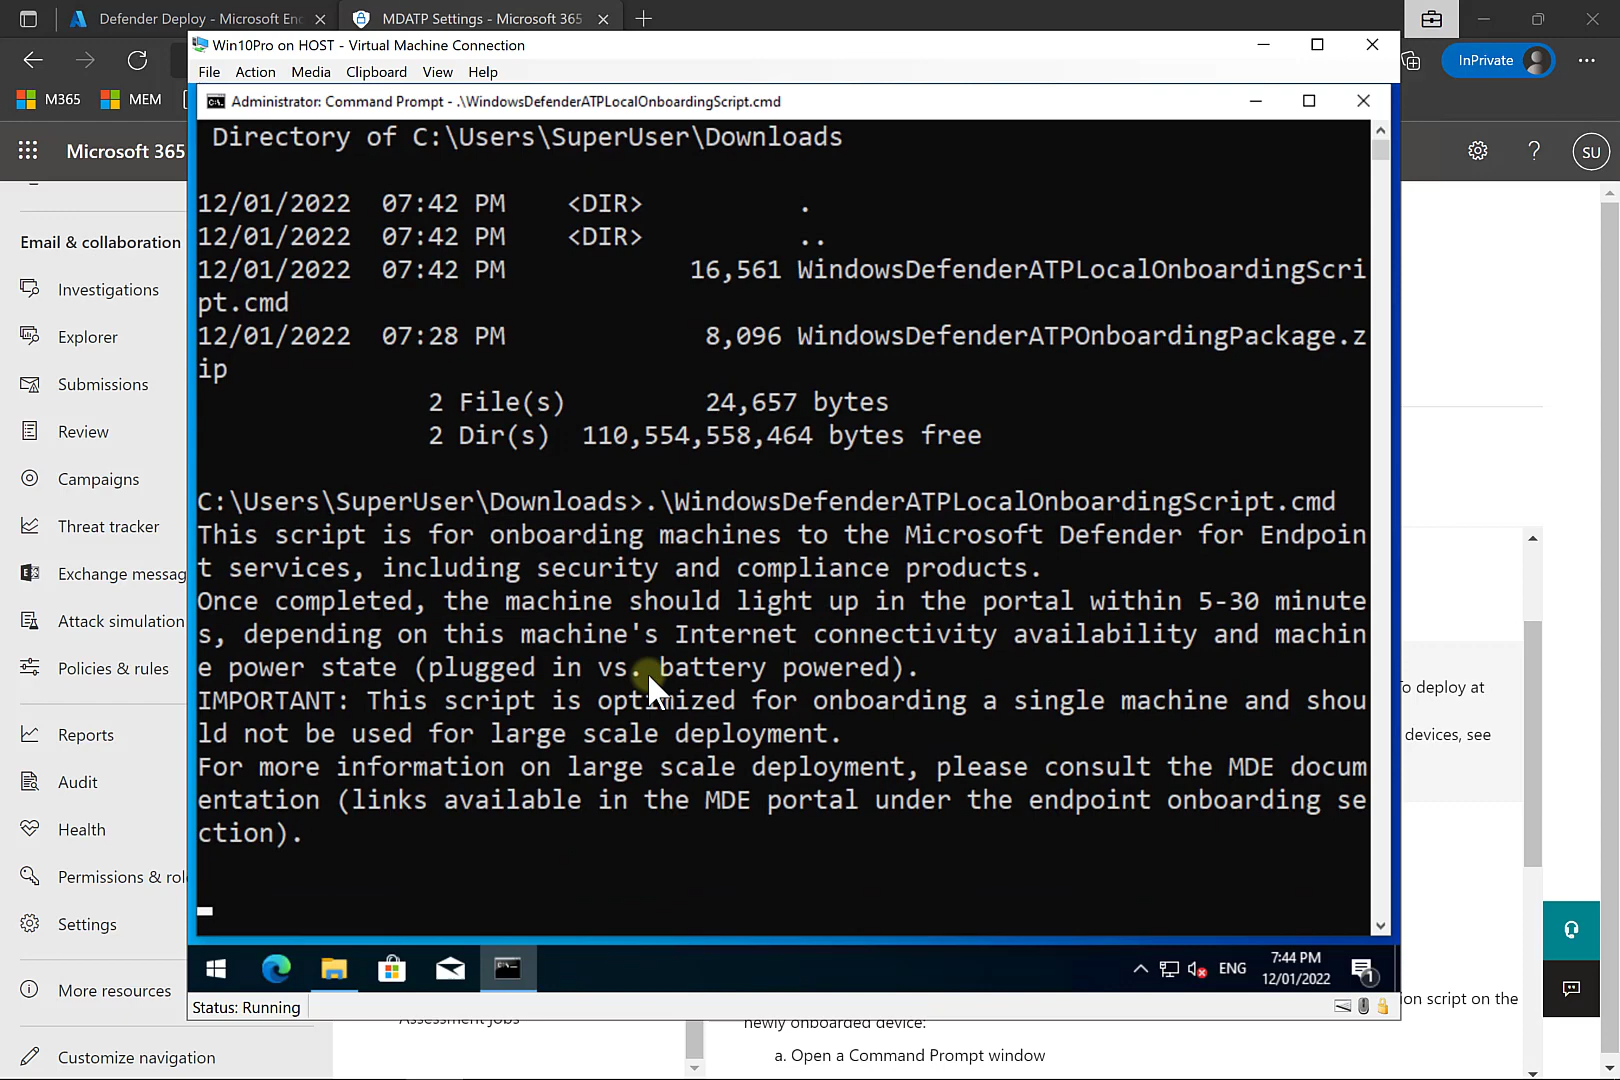 Defender Deploy - Microsoft En
MDATP Settings - Microsoft 365
Win10Pro on HOST - Virtual Machine Connection
File Action Media Clipboard View Help
InPrivate
M365 MEM
Administrator: Command Prompt - .\WindowsDefenderATPLocalOnboardingScript.cmd
Microsoft 365
SU
Directory of C:\Users\SuperUser\Downloads
12/01/2022 07:42 PM <DIR> .
12/01/2022 07:42 PM <DIR> ..
12/01/2022 07:42 PM 16,561 WindowsDefenderATPLocalOnboardingScri
pt.cmd
12/01/2022 07:28 PM 8,096 WindowsDefenderATPOnboardingPackage.z
ip
2 File(s) 24,657 bytes
2 Dir(s) 110,554,558,464 bytes free
C:\Users\SuperUser\Downloads>.\WindowsDefenderATPLocalOnboardingScript.cmd
This script is for onboarding machines to the Microsoft Defender for Endpoin
t services, including security and compliance products.
Once completed, the machine should light up in the portal within 5-30 minute
s, depending on this machine's Internet connectivity availability and machin
e power state (plugged in vs. battery powered).
IMPORTANT: This script is optimized for onboarding a single machine and shou
ld not be used for large scale deployment.
For more information on large scale deployment, please consult the MDE docum
entation (links available in the MDE portal under the endpoint onboarding se
ction).
Email & collaboration
Investigations
Explorer
Submissions
Review
Campaigns
Threat tracker
Exchange messag
Attack simulation
Policies & rules
Reports
Audit
Health
Permissions & rol
Settings
More resources
Customize navigation
To deploy at
devices, see
ENG
7:44 PM
12/01/2022
1
Status: Running
ion script on the
Assessment jobs
newly onboarded device:
a. Open a Command Prompt window